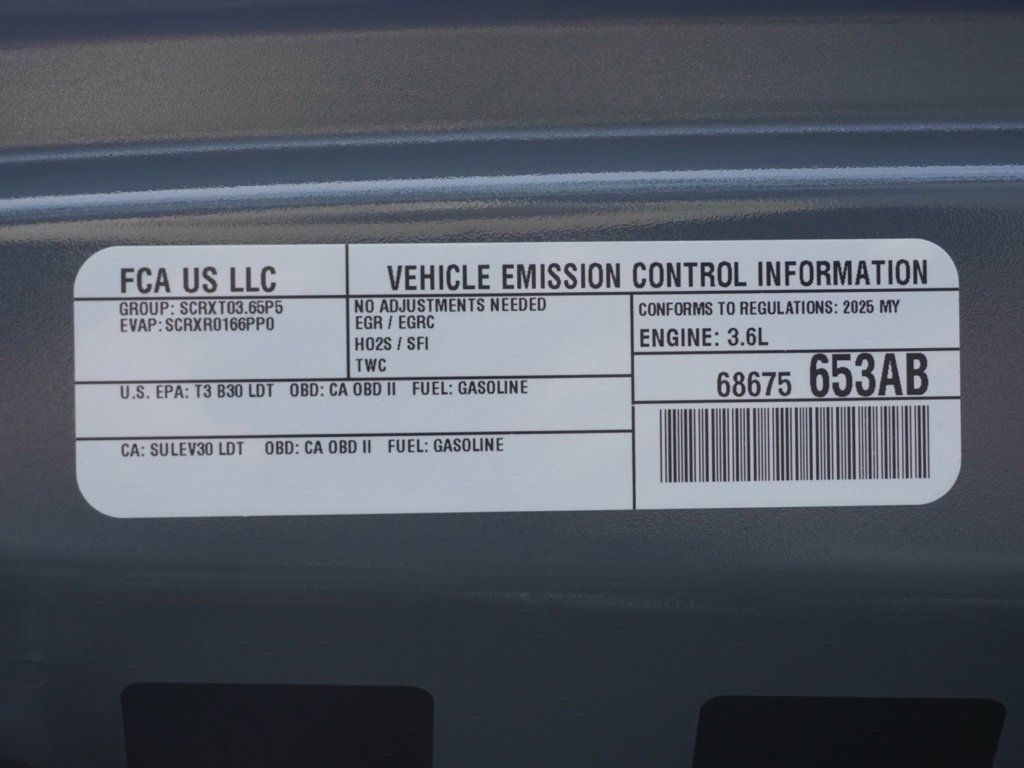 FCA US LLC
VEHICLE EMISSION CONTROL INFORMATION
GROUP: SCRXT03.65P5
EVAP: SCRXR0166PP0
NO ADJUSTMENTS NEEDED
EGR / EGRC
HO2S / SFI
TWC
CONFORMS TO REGULATIONS: 2025 MY
ENGINE: 3.6L
68675 653AB
U.S. EPA: T3 B30 LDT OBD: CA OBD II FUEL: GASOLINE
CA: SULEV30 LDT OBD: CA OBD II FUEL: GASOLINE